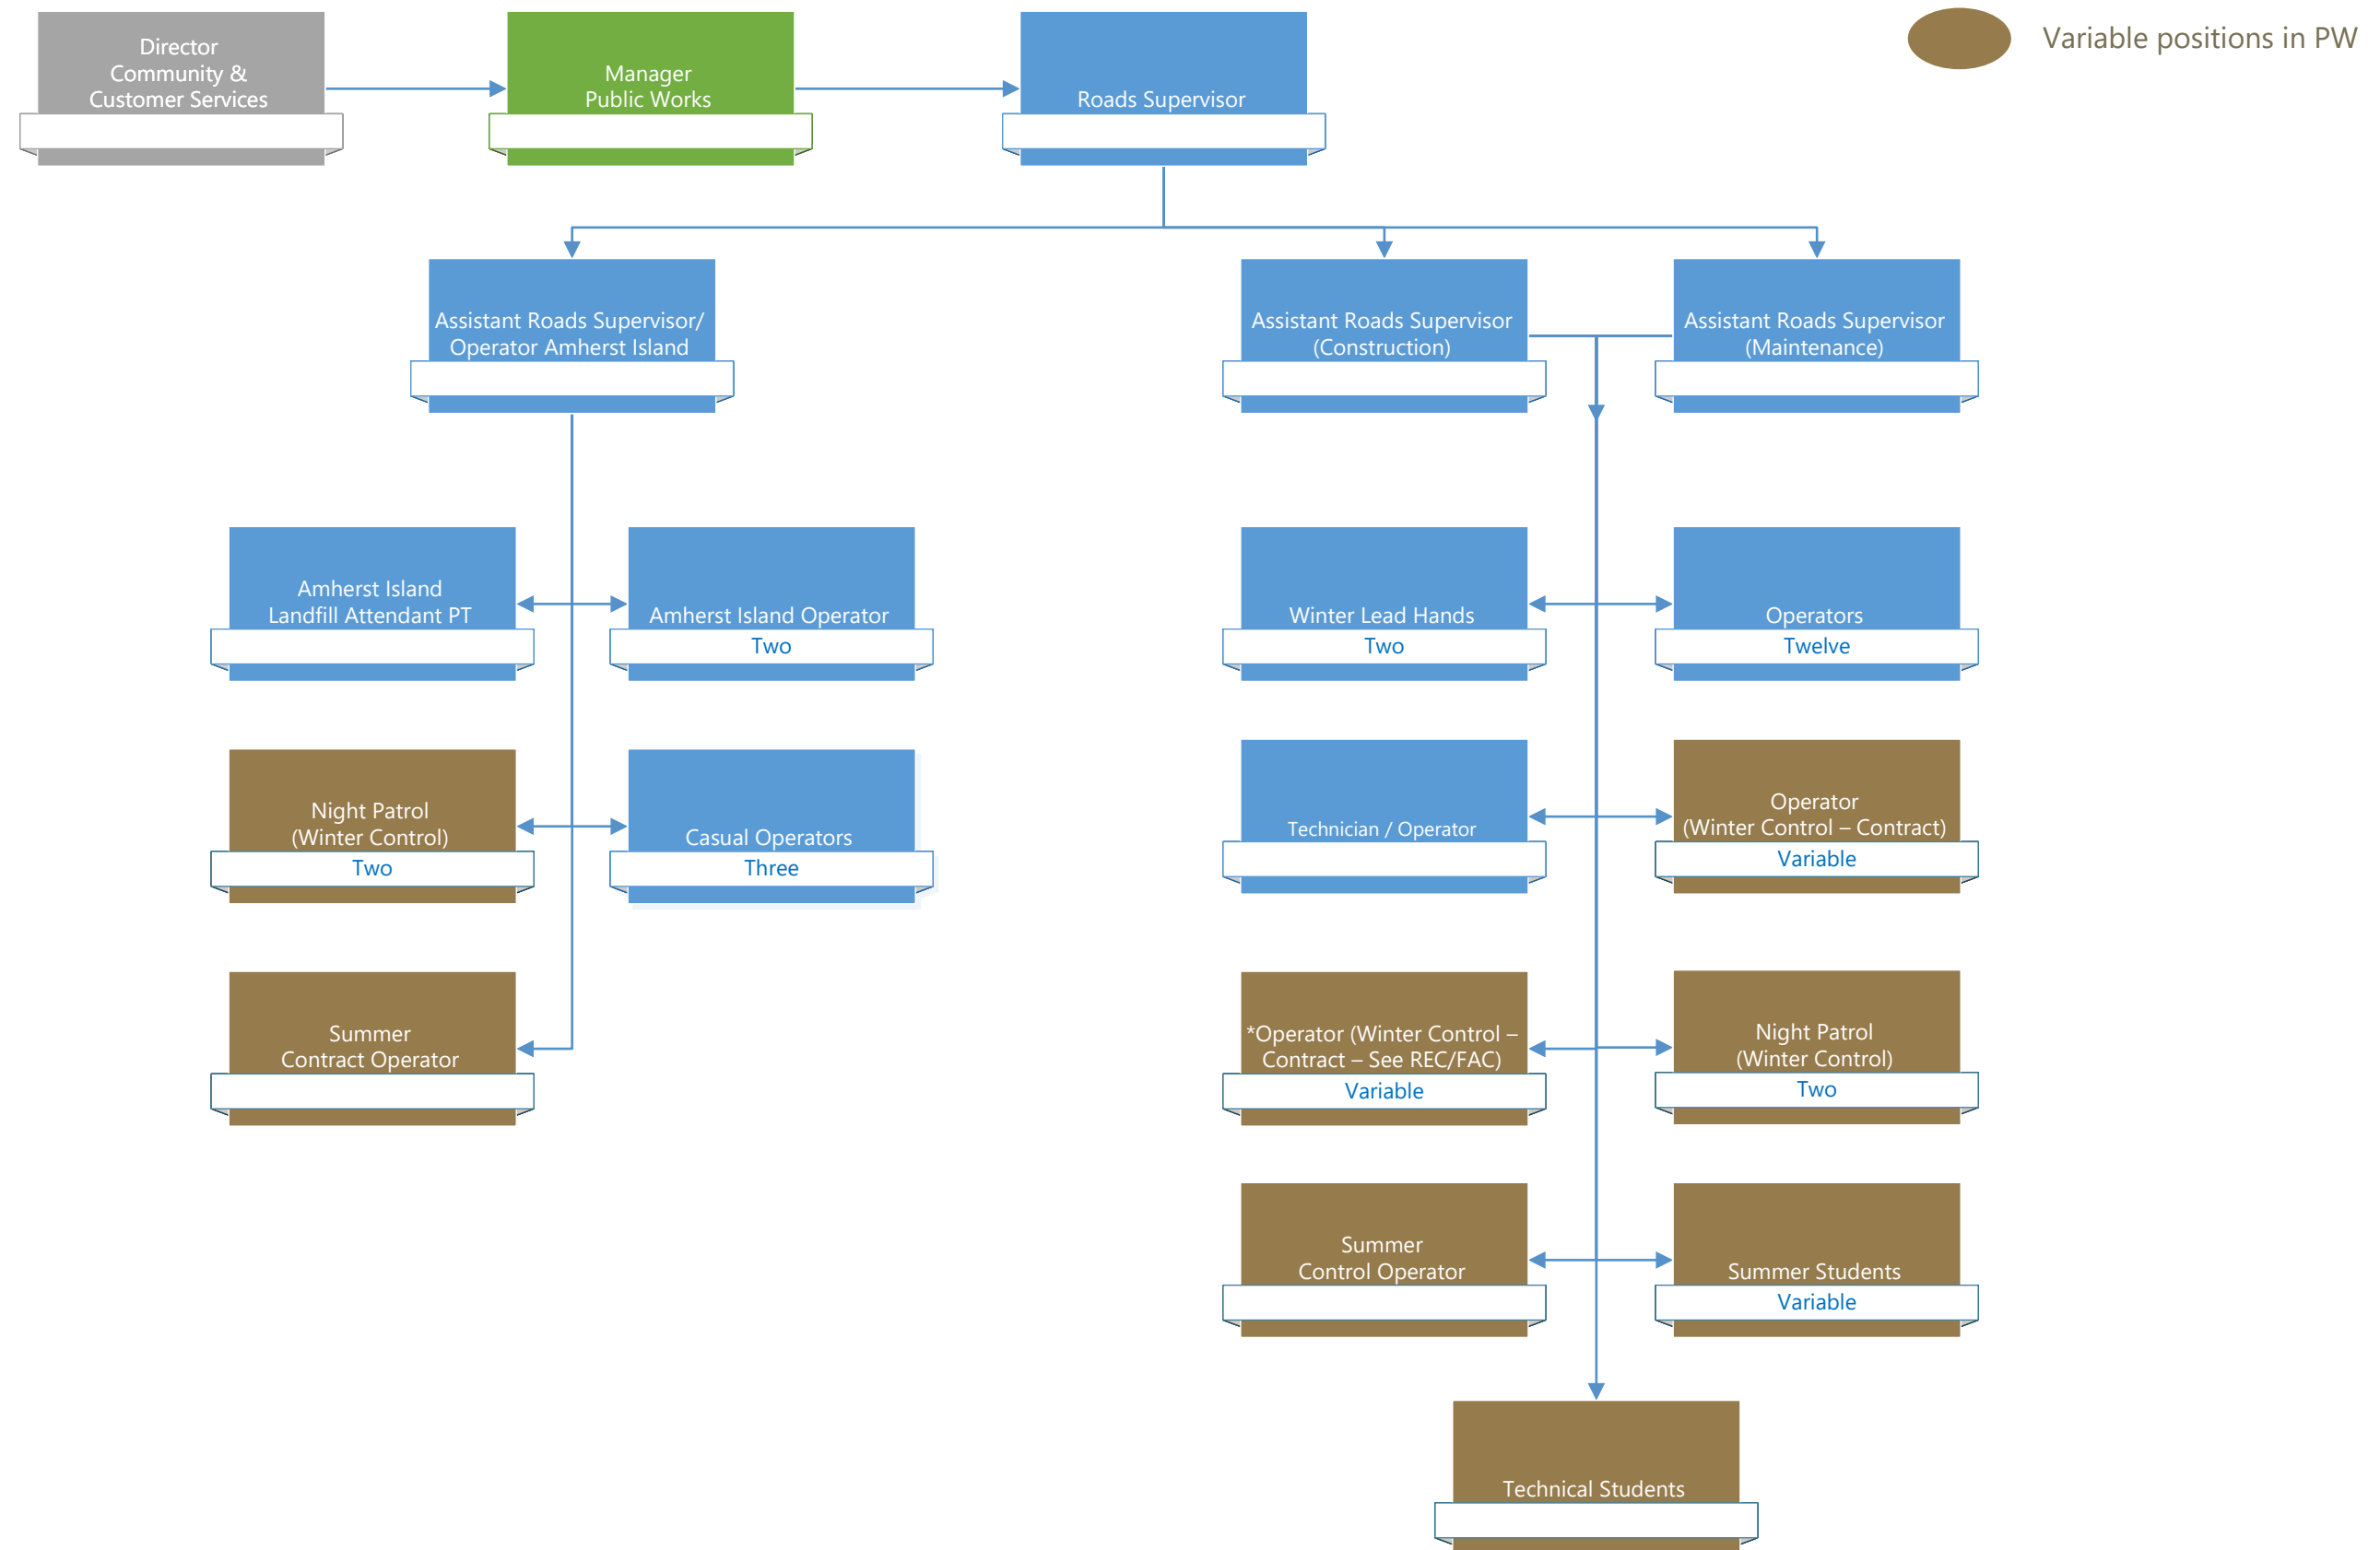 Director
Community &
Customer Services
Manager
Public Works
Roads Supervisor
Variable positions in PW
Assistant Roads Supervisor/
Operator Amherst Island
Assistant Roads Supervisor
(Construction)
Assistant Roads Supervisor
(Maintenance)
Amherst Island
Landfill Attendant PT
Amherst Island Operator
Two
Winter Lead Hands
Two
Operators
Twelve
Night Patrol
(Winter Control)
Two
Casual Operators
Three
Technician / Operator
Operator
(Winter Control – Contract)
Variable
Summer
Contract Operator
*Operator (Winter Control –
Contract – See REC/FAC)
Variable
Night Patrol
(Winter Control)
Two
Summer
Control Operator
Summer Students
Variable
Technical Students